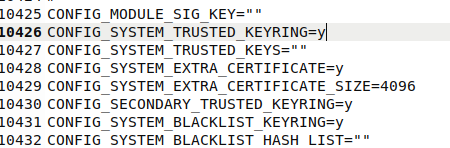 10425 CONFIG_MODULE_SIG_KEY=""
10426 CONFIG_SYSTEM_TRUSTED_KEYRING=y
10427 CONFIG_SYSTEM_TRUSTED_KEYS=""
10428 CONFIG_SYSTEM_EXTRA_CERTIFICATE=y
10429 CONFIG_SYSTEM_EXTRA_CERTIFICATE_SIZE=4096
10430 CONFIG_SECONDARY_TRUSTED_KEYRING=y
10431 CONFIG_SYSTEM_BLACKLIST_KEYRING=y
10432 CONFIG_SYSTEM_BLACKLIST_HASH_LIST=""